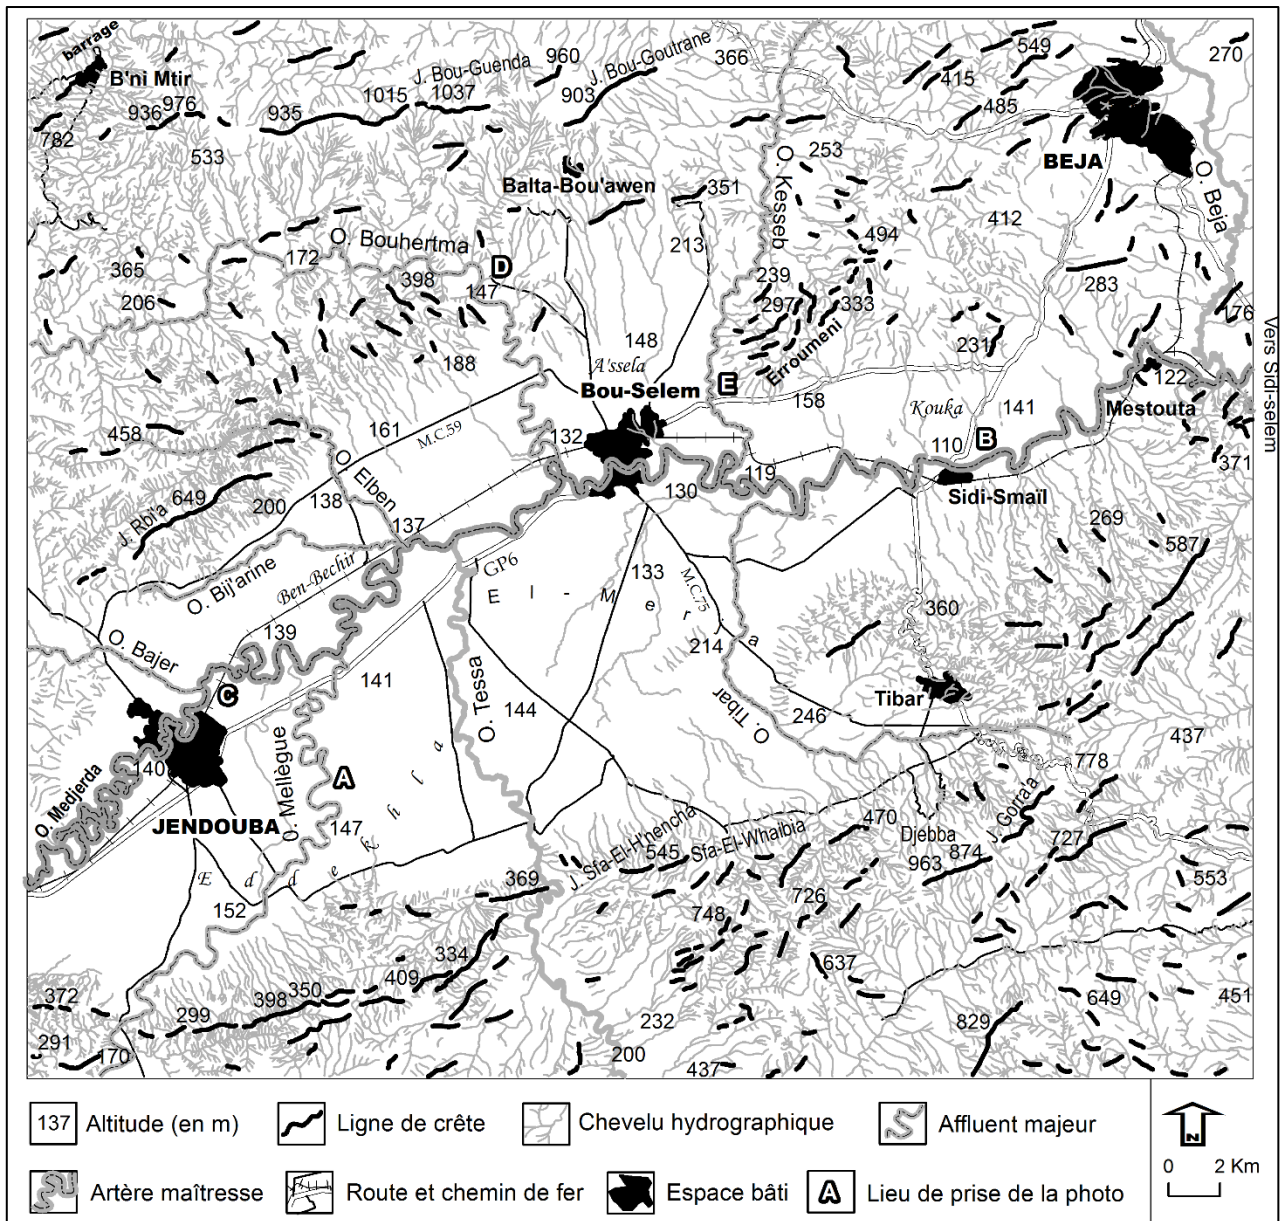 barrage
B'ni Mtir
J. Bou-Guenda
960
J. Bou-Goutrane
366
549
415
270
485
1015
1037
903
935
976
936
782
533
BEJA
253
O. Kesseb
O. Beja
Balta-Bou'awen
351
412
494
213
O. Bouhertma
172
D
365
206
398
147
239
297
333
283
176
Vers Sidi-selem
Erroumeni
231
148
188
A'ssela
Bou-Selem
E
158
Kouka
141
122
Mestouta
161
M.C.59
132
458
110
B
371
119
O. Elben
649
J. Rbi'a
200
138
130
Sidi-Smaïl
137
269
587
GP6
Ben-Bechir
O. Bij'arine
133
M.C.75
El-Merja
360
139
O. Bajer
214
141
C
O. Tessa
144
Tibar
O. Tibar
246
437
O. Mellègue
A
778
140
O. Medjerda
JENDOUBA
147
Eddekhla
470
Djebba
J. Gorra'a
727
J. Sfa-El-H'nencha
545
Sfa-El-Whaibia
963
874
369
553
152
748
726
334
637
409
350
398
299
372
649
451
232
829
291
170
200
437
137 Altitude (en m)
Ligne de crête
Chevelu hydrographique
Affluent majeur
N
0 2 Km
Artère maîtresse
Route et chemin de fer
Espace bâti
A Lieu de prise de la photo